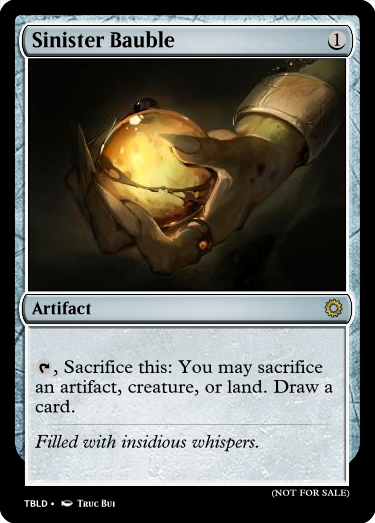 Sinister Bauble 1
Artifact
, Sacrifice this: You may sacrifice
an artifact, creature, or land. Draw a
card.
Filled with insidious whispers.
(NOT FOR SALE)
TBLD • Truc Bui